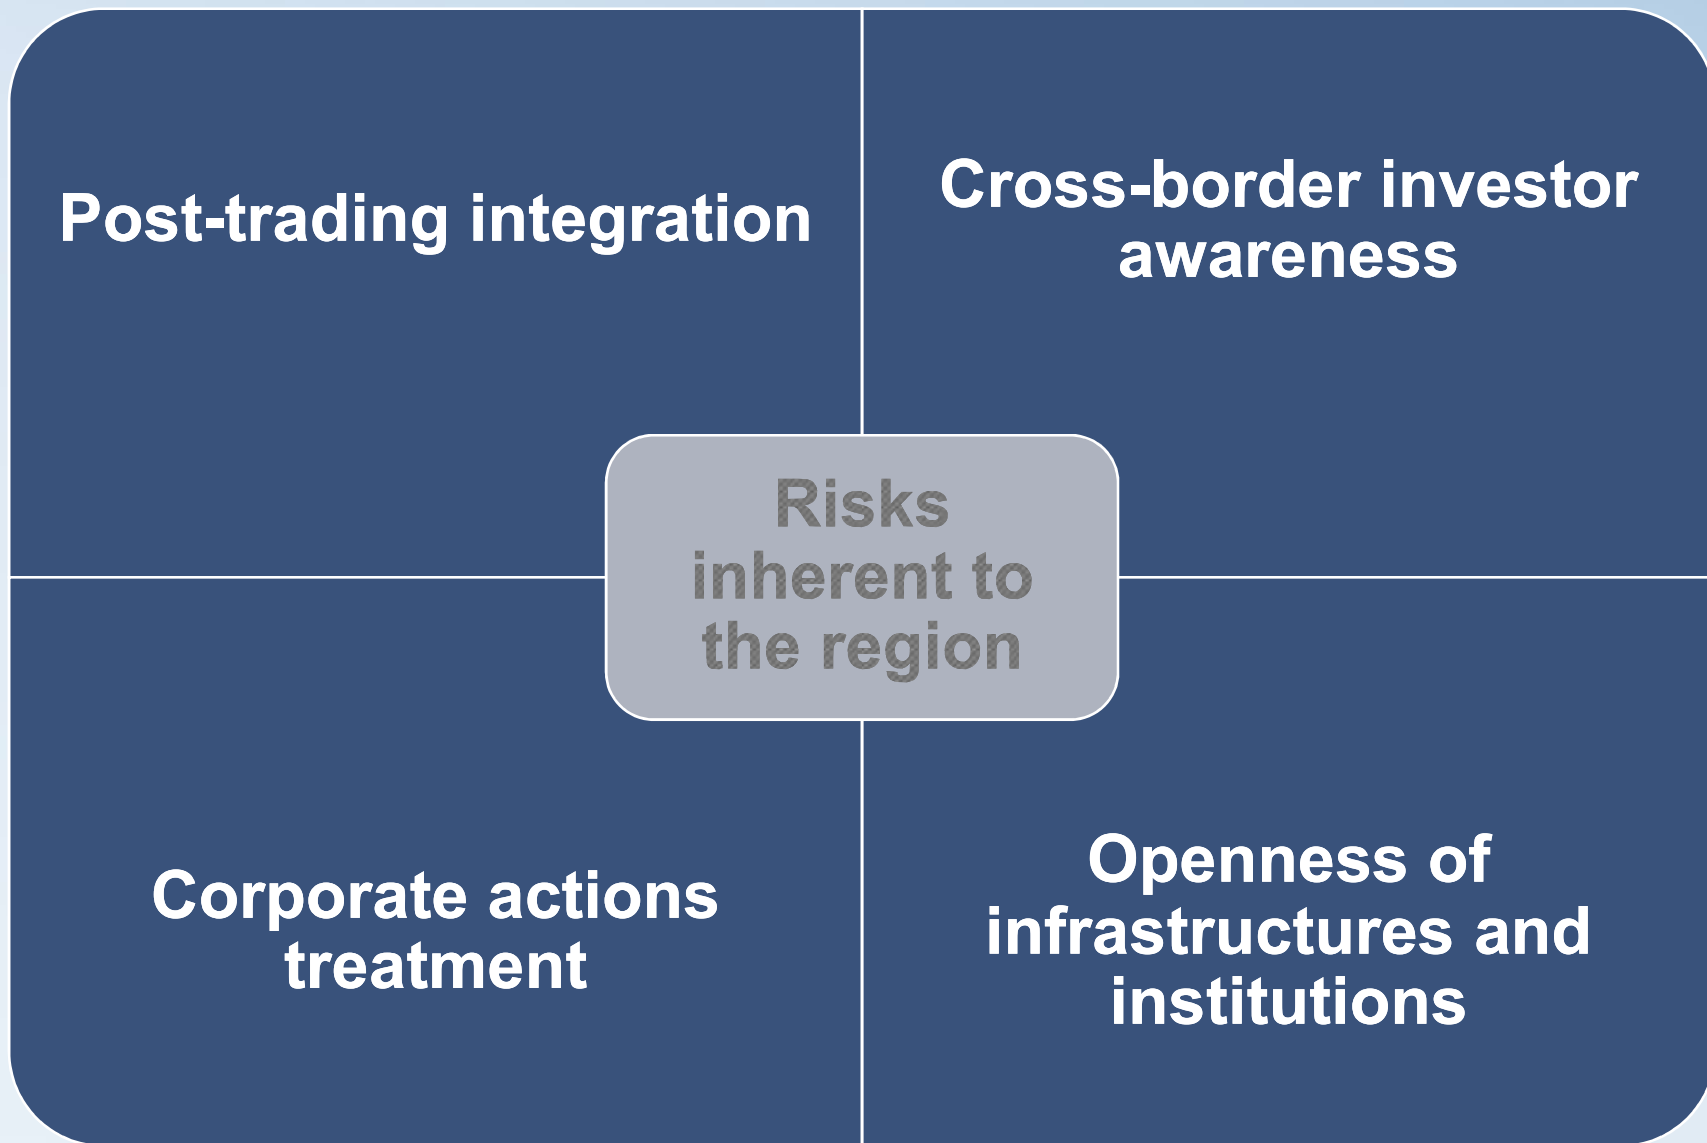 Post-trading integration
Cross-border investor
awareness
Risks
inherent to
the region
Corporate actions
treatment
Openness of
infrastructures and
institutions